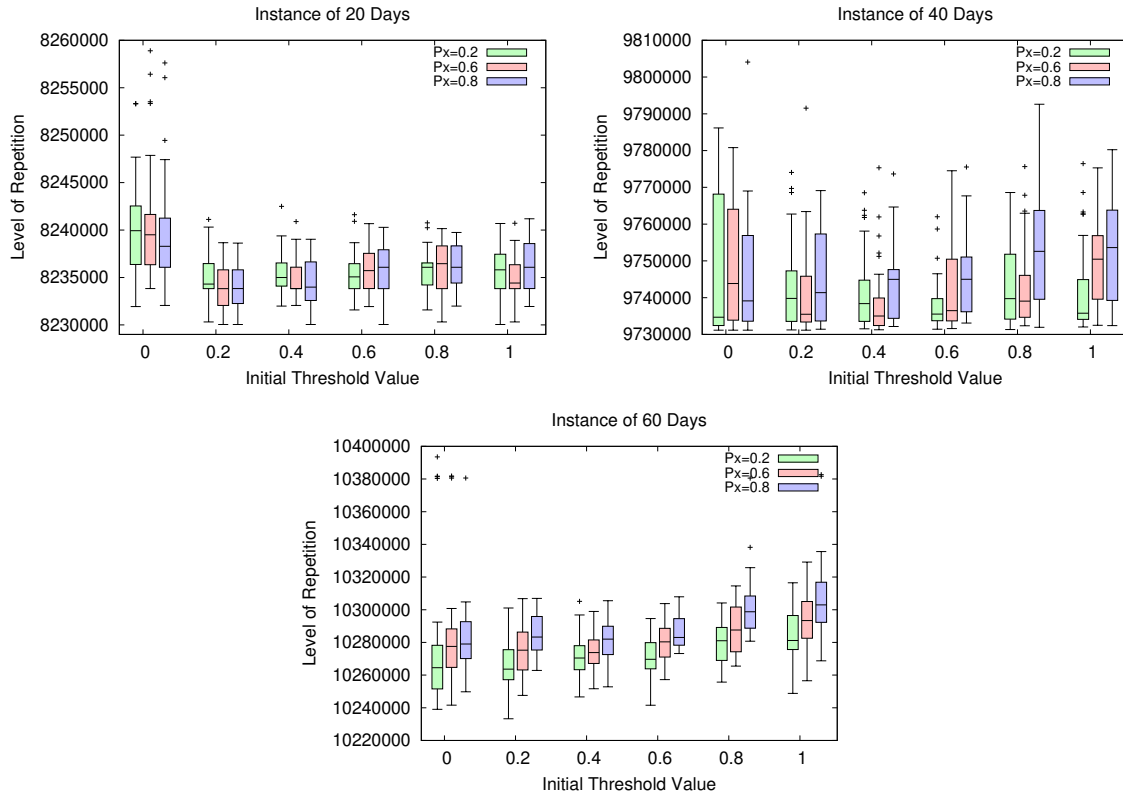 Instance of 20 Days
8260000
8255000
8250000
8245000
8240000
8235000
8230000
Level of Repetition
Px=0.2
Px=0.6
Px=0.8
0 0.2 0.4 0.6 0.8 1
Initial Threshold Value
Instance of 40 Days
9810000
9800000
9790000
9780000
9770000
9760000
9750000
9740000
9730000
Level of Repetition
Px=0.2
Px=0.6
Px=0.8
0 0.2 0.4 0.6 0.8 1
Initial Threshold Value
Instance of 60 Days
10400000
10380000
10360000
10340000
10320000
10300000
10280000
10260000
10240000
10220000
Level of Repetition
Px=0.2
Px=0.6
Px=0.8
0 0.2 0.4 0.6 0.8 1
Initial Threshold Value